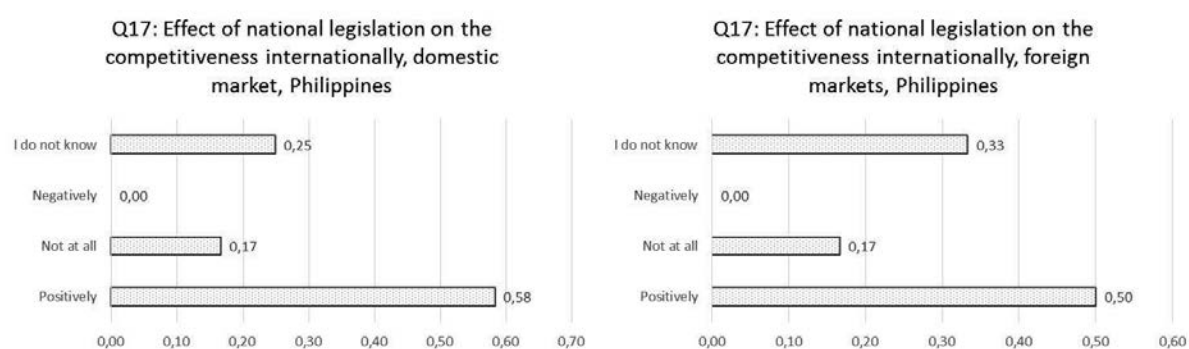 Q17: Effect of national legislation on the
competitiveness internationally, domestic
market, Philippines
I do not know
0,25
Negatively
0,00
Not at all
0,17
Positively
0,58
0,00 0,10 0,20 0,30 0,40 0,50 0,60 0,70
Q17: Effect of national legislation on the
competitiveness internationally, foreign
markets, Philippines
I do not know
0,33
Negatively
0,00
Not at all
0,17
Positively
0,50
0,00 0,10 0,20 0,30 0,40 0,50 0,60